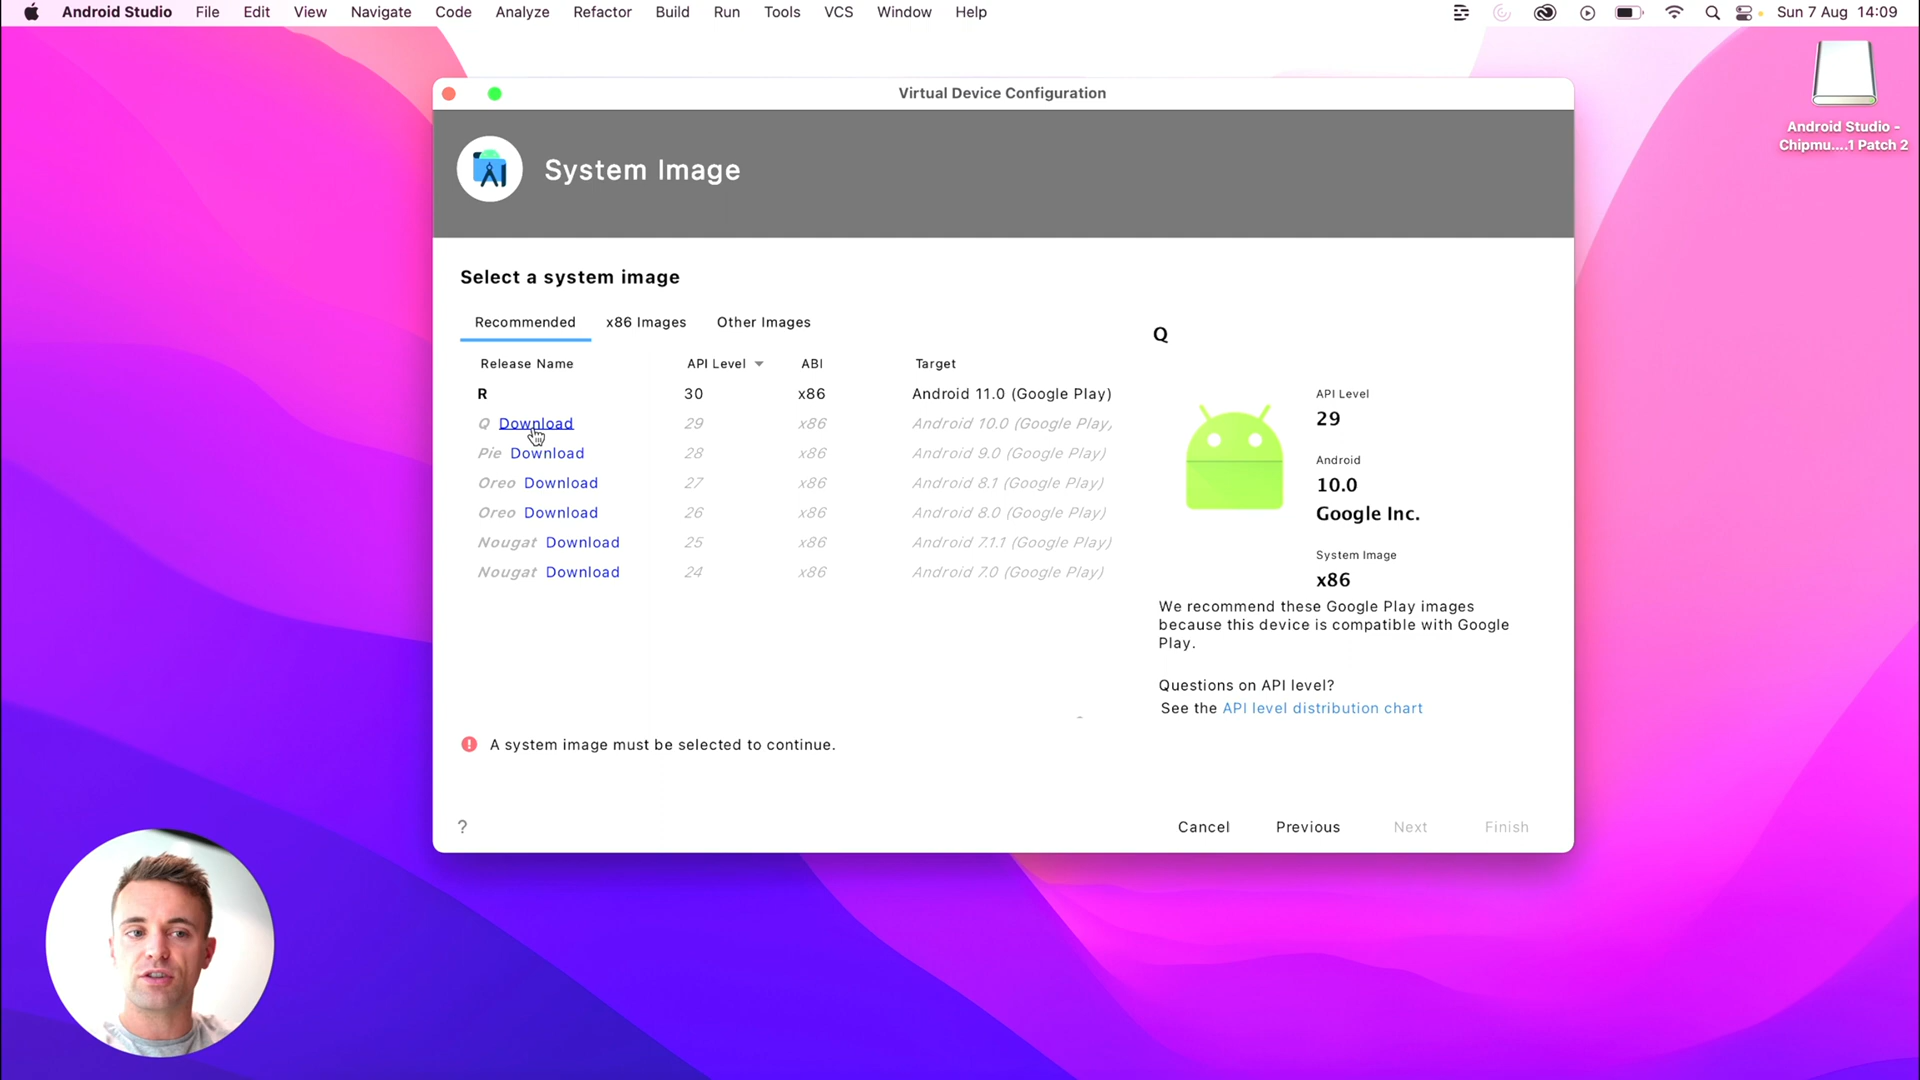 Android Studio File Edit View Navigate Code Analyze Refactor Build Run Tools VCS Window Help Sun 7 Aug 14:09
Android Studio -
Chipmu....1 Patch 2
Virtual Device Configuration
System Image
Select a system image
Recommended x86 Images Other Images
Release Name API Level ABI Target
R 30 x86 Android 11.0 (Google Play)
Q Download 29 x86 Android 10.0 (Google Play,
Pie Download 28 x86 Android 9.0 (Google Play)
Oreo Download 27 x86 Android 8.1 (Google Play)
Oreo Download 26 x86 Android 8.0 (Google Play)
Nougat Download 25 x86 Android 7.1.1 (Google Play)
Nougat Download 24 x86 Android 7.0 (Google Play)
Q
API Level
29
Android
10.0
Google Inc.
System Image
x86
We recommend these Google Play images
because this device is compatible with Google
Play.
Questions on API level?
See the API level distribution chart
! A system image must be selected to continue.
? Cancel Previous Next Finish